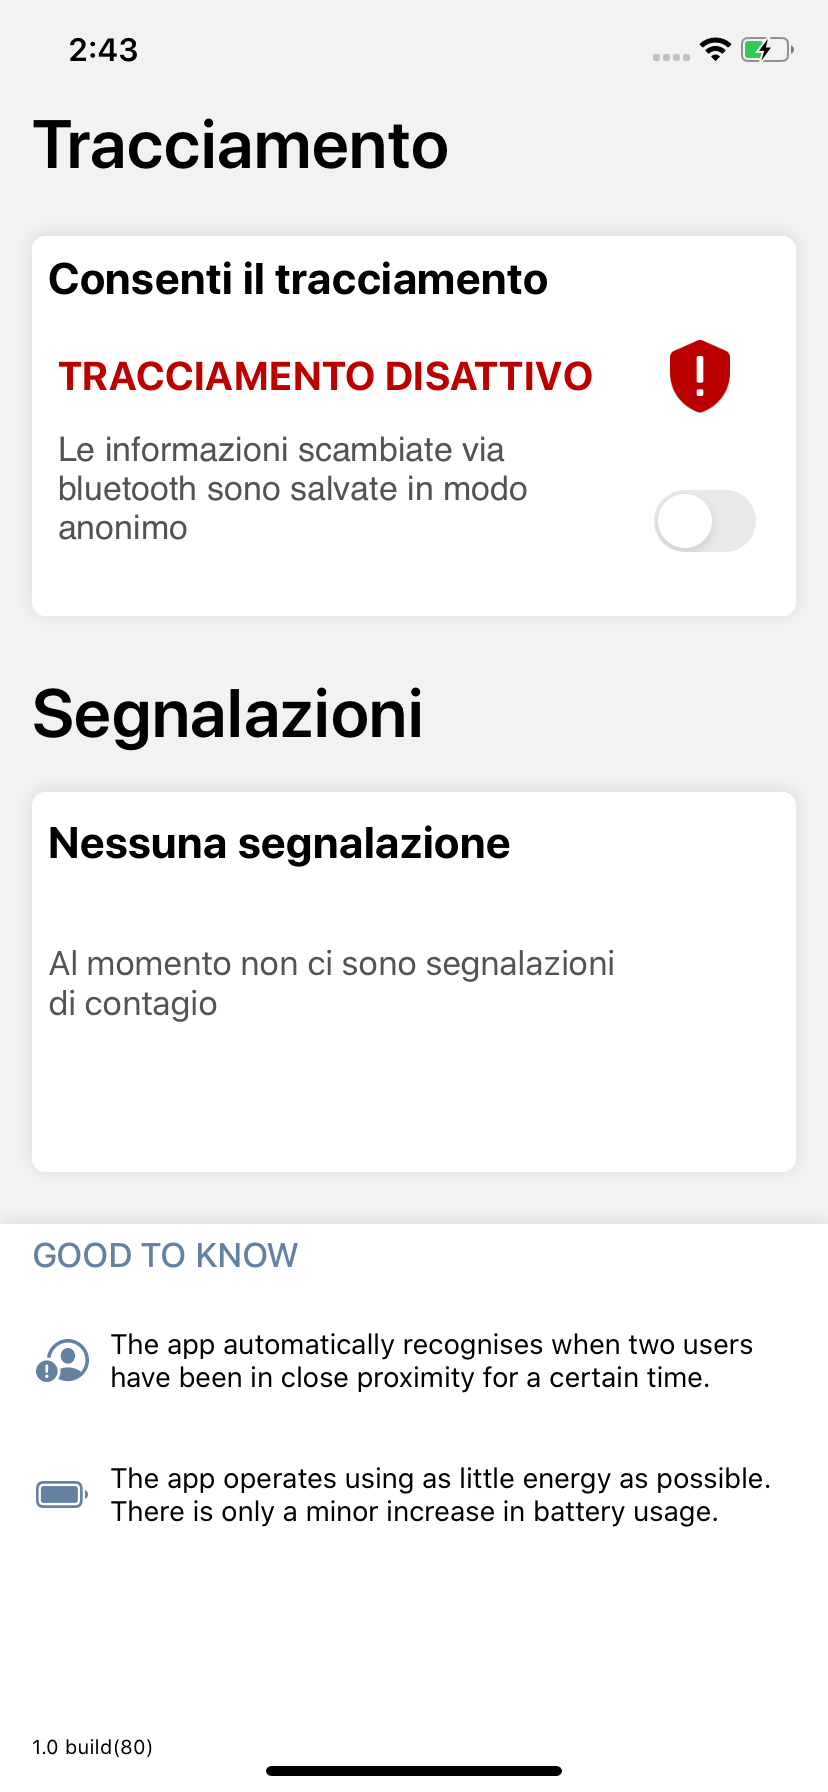 2:43
Tracciamento
Consenti il tracciamento
TRACCIAMENTO DISATTIVO
Le informazioni scambiate via
bluetooth sono salvate in modo
anonimo
Segnalazioni
Nessuna segnalazione
Al momento non ci sono segnalazioni
di contagio
GOOD TO KNOW
The app automatically recognises when two users
have been in close proximity for a certain time.
The app operates using as little energy as possible.
There is only a minor increase in battery usage.
1.0 build(80)